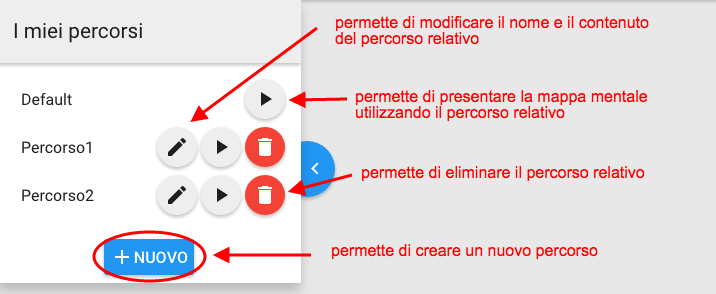 I miei percorsi
permette di modificare il nome e il contenuto
del percorso relativo
Default
permette di presentare la mappa mentale
utilizzando il percorso relativo
Percorso1
Percorso2
permette di eliminare il percorso relativo
+ NUOVO
permette di creare un nuovo percorso